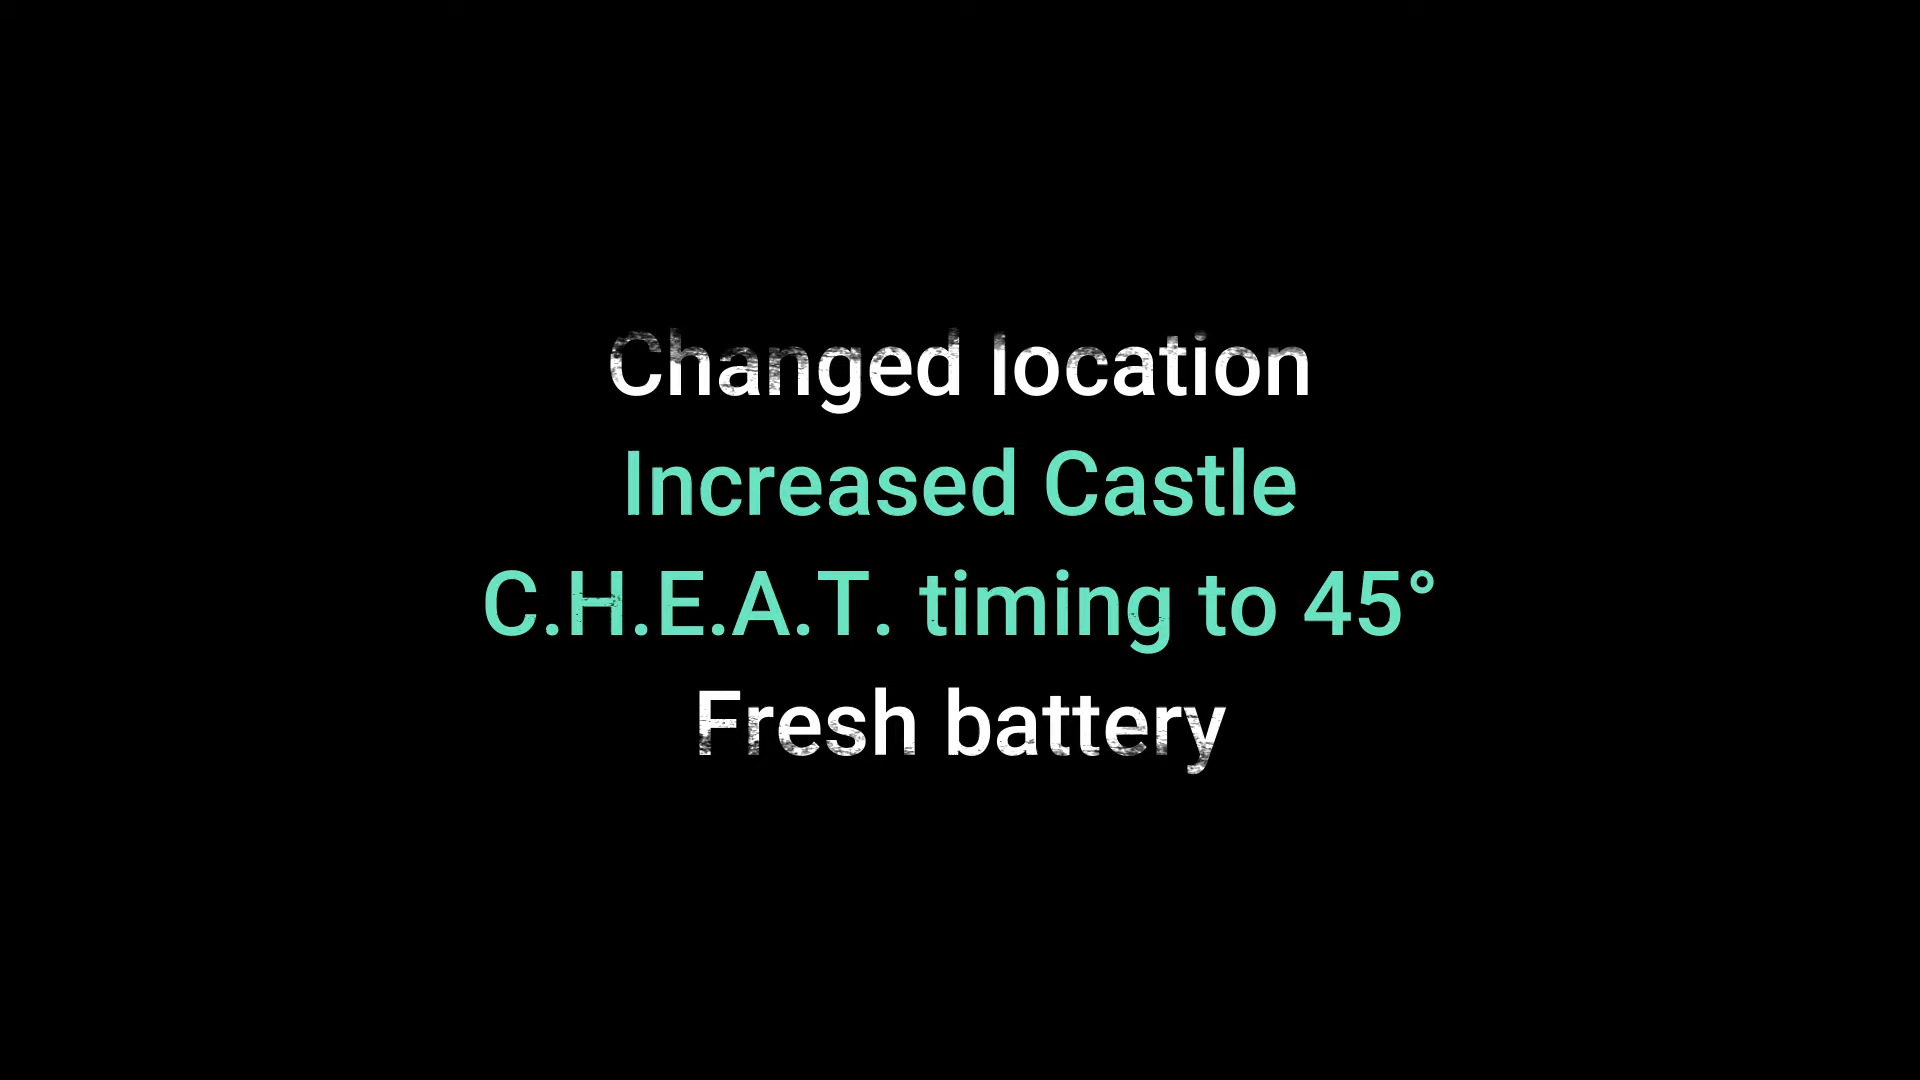 Changed location
Increased Castle
C.H.E.A.T. timing to 45°
Fresh battery